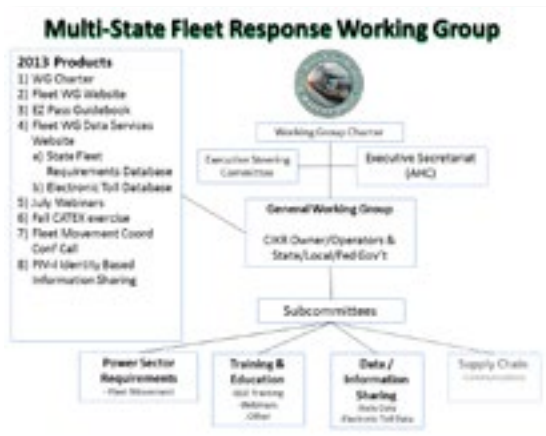 Multi-State Fleet Response Working Group
2013 Products
1) WG Charter
2) Fleet WG Website
3) EZ Pass Guidebook
4) Fleet WG Data Services
Website
a) State Fleet
Requirements Database
b) Electronic Toll Database
5) July Webinars
6) Fall CATEX exercise
7) Fleet Movement Coord
Conf Call
8) PIV-I Identity Based
Information Sharing
Working Group Charter
Executive Steering
Committee
Executive Secretariat
(AHC)
General Working Group
CIKR Owner/Operators &
State/Local/Fed Gov't
Subcommittees
Power Sector
Requirements
- Fleet Movement
Training &
Education
Training
- Webinars
- Other
Data /
Information
Sharing
- State Data
- Electronic Toll Data
Supply Chain
Communications